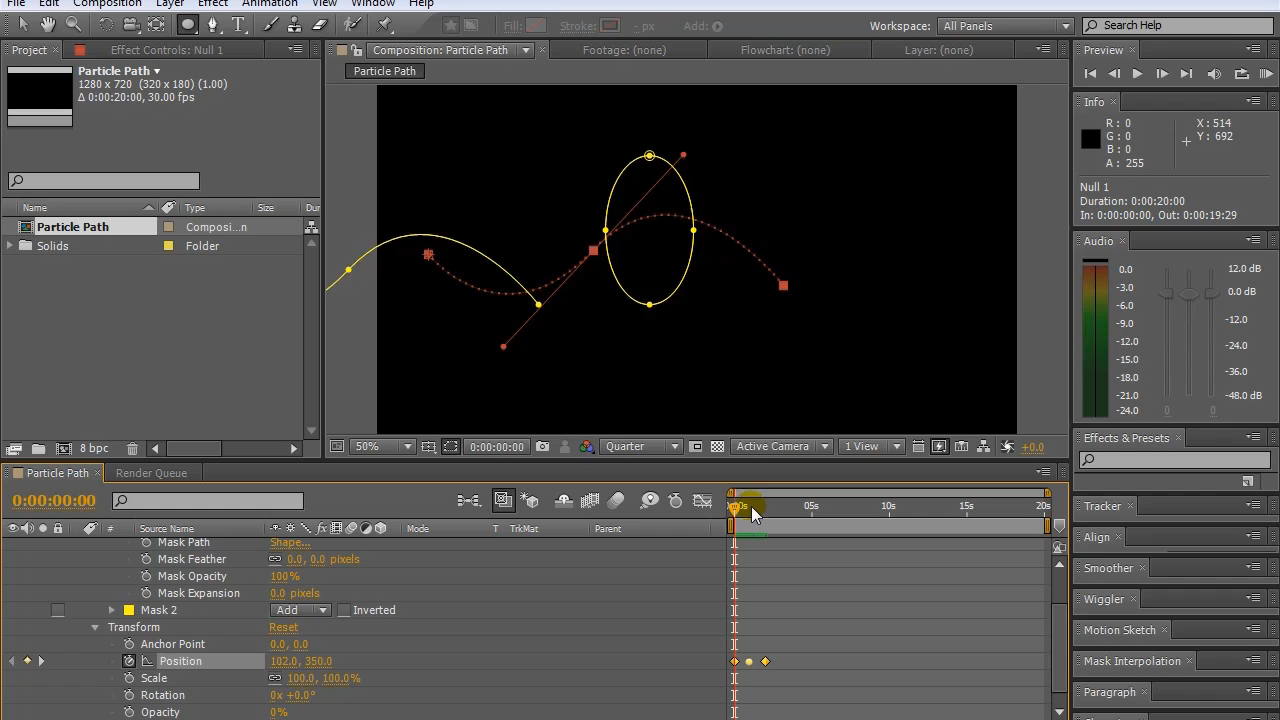 File Edit Composition Layer Effect Animation View Window Help
Fill: Stroke: - px Add: Workspace: All Panels Search Help
Project Effect Controls: Null 1 Composition: Particle Path Footage: (none) Flowchart: (none) Layer: (none) Preview
Particle Path
1280 x 720 (320 x 180) (1.00)
Δ 0:00:20:00, 30.00 fps
Particle Path
Info
R : 0
G : 0
B : 0
A : 255
X : 514
Y : 692
Null 1
Duration: 0:00:20:00
In: 0:00:00:00, Out: 0:00:19:29
Name Type Size Dur
Particle Path Composi...n
Solids Folder
Audio
0.0 12.0 dB
-3.0
-6.0 0.0 dB
-9.0
-12.0 -12.0
-15.0 -24.0
-18.0
-21.0 -36.0
-24.0 -48.0 dB
0 0
8 bpc
50% 0:00:00:00 Quarter Active Camera 1 View +0.0
Effects & Presets
Particle Path Render Queue
0:00:00:00
05s 10s 15s 20s
# Source Name Mode T TrkMat Parent
Mask Path Shape...
Mask Feather 0.0, 0.0 pixels
Mask Opacity 100%
Mask Expansion 0.0 pixels
Mask 2 Add Inverted
Transform Reset
Anchor Point 0.0, 0.0
Position 102.0, 350.0
Scale 100.0, 100.0%
Rotation 0x +0.0°
Opacity 0%
Tracker
Align
Smoother
Wiggler
Motion Sketch
Mask Interpolation
Paragraph